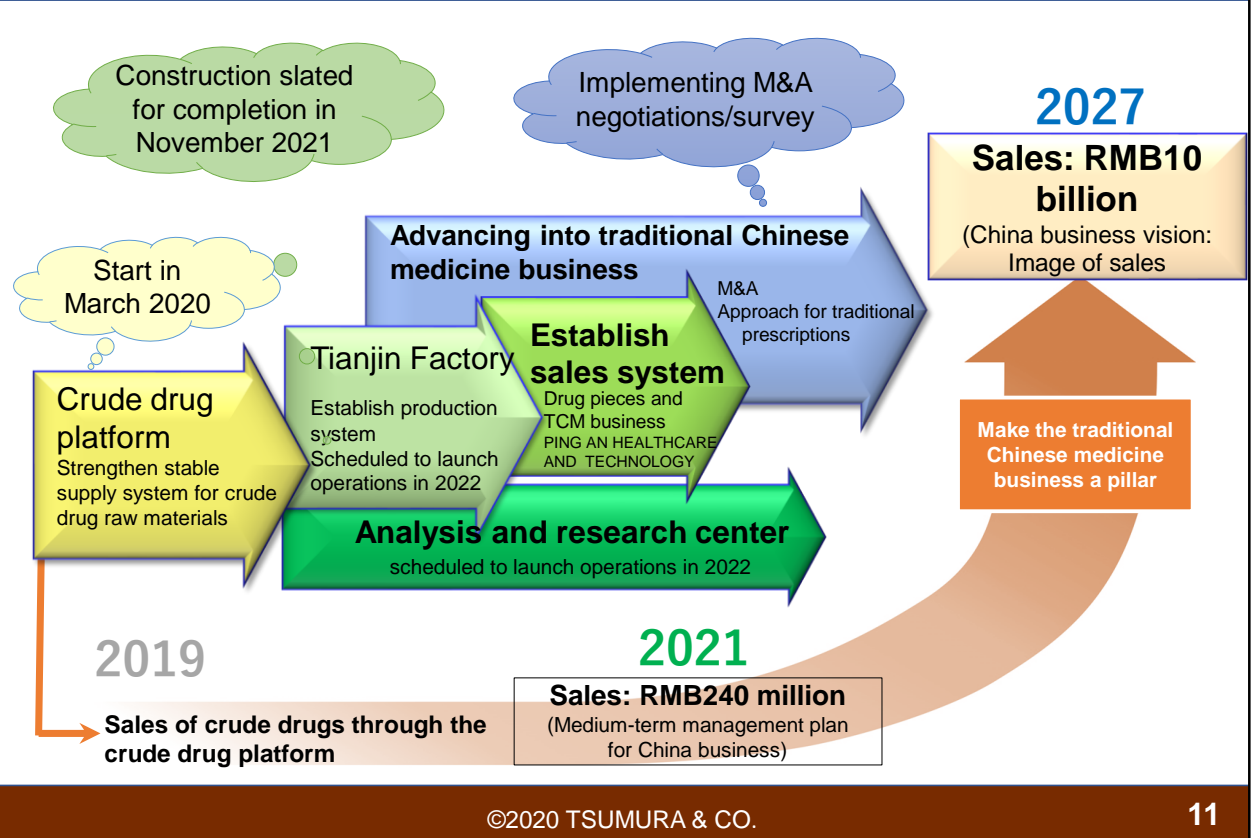 Construction slated
for completion in
November 2021
Implementing M&A
negotiations/survey
2027
Sales: RMB10
billion
(China business vision:
Image of sales
Start in
March 2020
Advancing into traditional Chinese
medicine business
M&A
Approach for traditional
prescriptions
Establish
sales system
Drug pieces and
TCM business
PING AN HEALTHCARE
AND TECHNOLOGY
Tianjin Factory
Establish production
system
Scheduled to launch
operations in 2022
Crude drug
platform
Strengthen stable
supply system for crude
drug raw materials
Make the traditional
Chinese medicine
business a pillar
Analysis and research center
scheduled to launch operations in 2022
2019
2021
Sales: RMB240 million
(Medium-term management plan
for China business)
Sales of crude drugs through the
crude drug platform
©2020 TSUMURA & CO.
11